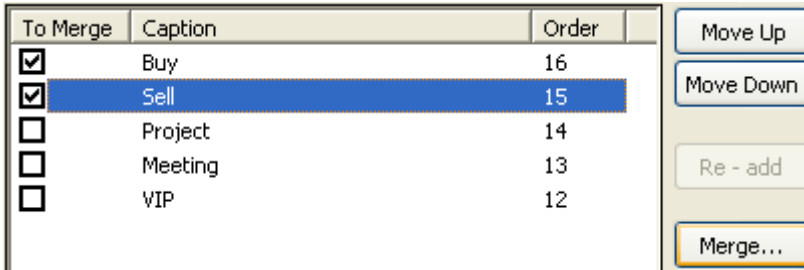 To Merge Caption Order Move Up
Buy 16
Sell 15 Move Down
Project 14
Meeting 13 Re - add
VIP 12
Merge...